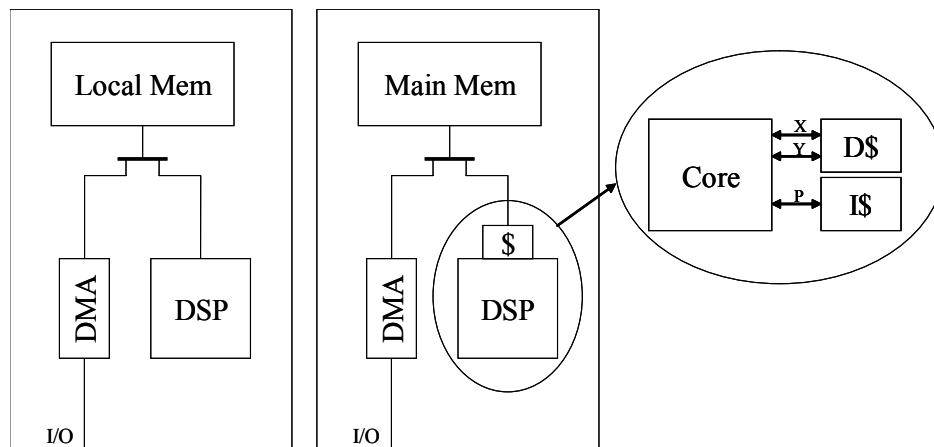 Local Mem
DMA
DSP
I/O
Main Mem
$
DMA
DSP
I/O
Core
X
Y
P
D$
I$